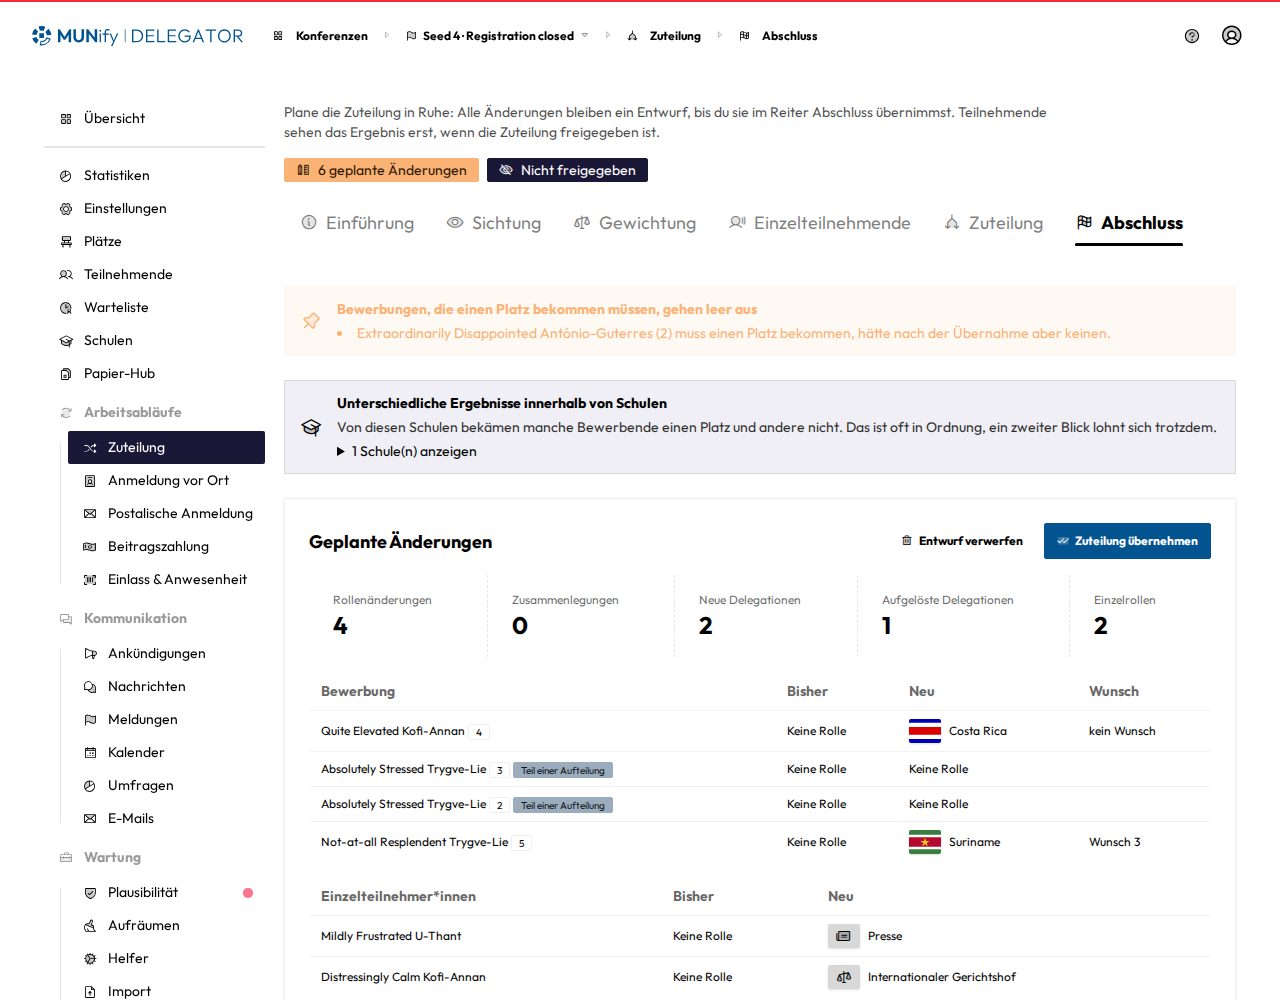 MUNify | DELEGATOR
Konferenzen
Seed 4 · Registration closed
Zuteilung
Abschluss
Übersicht
Statistiken
Einstellungen
Plätze
Teilnehmende
Warteliste
Schulen
Papier-Hub
Arbeitsabläufe
Zuteilung
Anmeldung vor Ort
Postalische Anmeldung
Beitragszahlung
Einlass & Anwesenheit
Kommunikation
Ankündigungen
Nachrichten
Meldungen
Kalender
Umfragen
E-Mails
Wartung
Plausibilität
Aufräumen
Helfer
Import
Plane die Zuteilung in Ruhe: Alle Änderungen bleiben ein Entwurf, bis du sie im Reiter Abschluss übernimmst. Teilnehmende
sehen das Ergebnis erst, wenn die Zuteilung freigegeben ist.
6 geplante Änderungen
Nicht freigegeben
Einführung
Sichtung
Gewichtung
Einzelteilnehmende
Zuteilung
Abschluss
Bewerbungen, die einen Platz bekommen müssen, gehen leer aus
• Extraordinarily Disappointed António-Guterres (2) muss einen Platz bekommen, hätte nach der Übernahme aber keinen.
Unterschiedliche Ergebnisse innerhalb von Schulen
Von diesen Schulen bekämen manche Bewerbende einen Platz und andere nicht. Das ist oft in Ordnung, ein zweiter Blick lohnt sich trotzdem.
1 Schule(n) anzeigen
Geplante Änderungen
Entwurf verwerfen
Zuteilung übernehmen
Rollenänderungen
4
Zusammenlegungen
0
Neue Delegationen
2
Aufgelöste Delegationen
1
Einzelrollen
2
Bewerbung Bisher Neu Wunsch
Quite Elevated Kofi-Annan 4 Keine Rolle Costa Rica kein Wunsch
Absolutely Stressed Trygve-Lie 3 Teil einer Aufteilung Keine Rolle Keine Rolle
Absolutely Stressed Trygve-Lie 2 Teil einer Aufteilung Keine Rolle Keine Rolle
Not-at-all Resplendent Trygve-Lie 5 Keine Rolle Suriname Wunsch 3
Einzelteilnehmer*innen Bisher Neu
Mildly Frustrated U-Thant Keine Rolle Presse
Distressingly Calm Kofi-Annan Keine Rolle Internationaler Gerichtshof